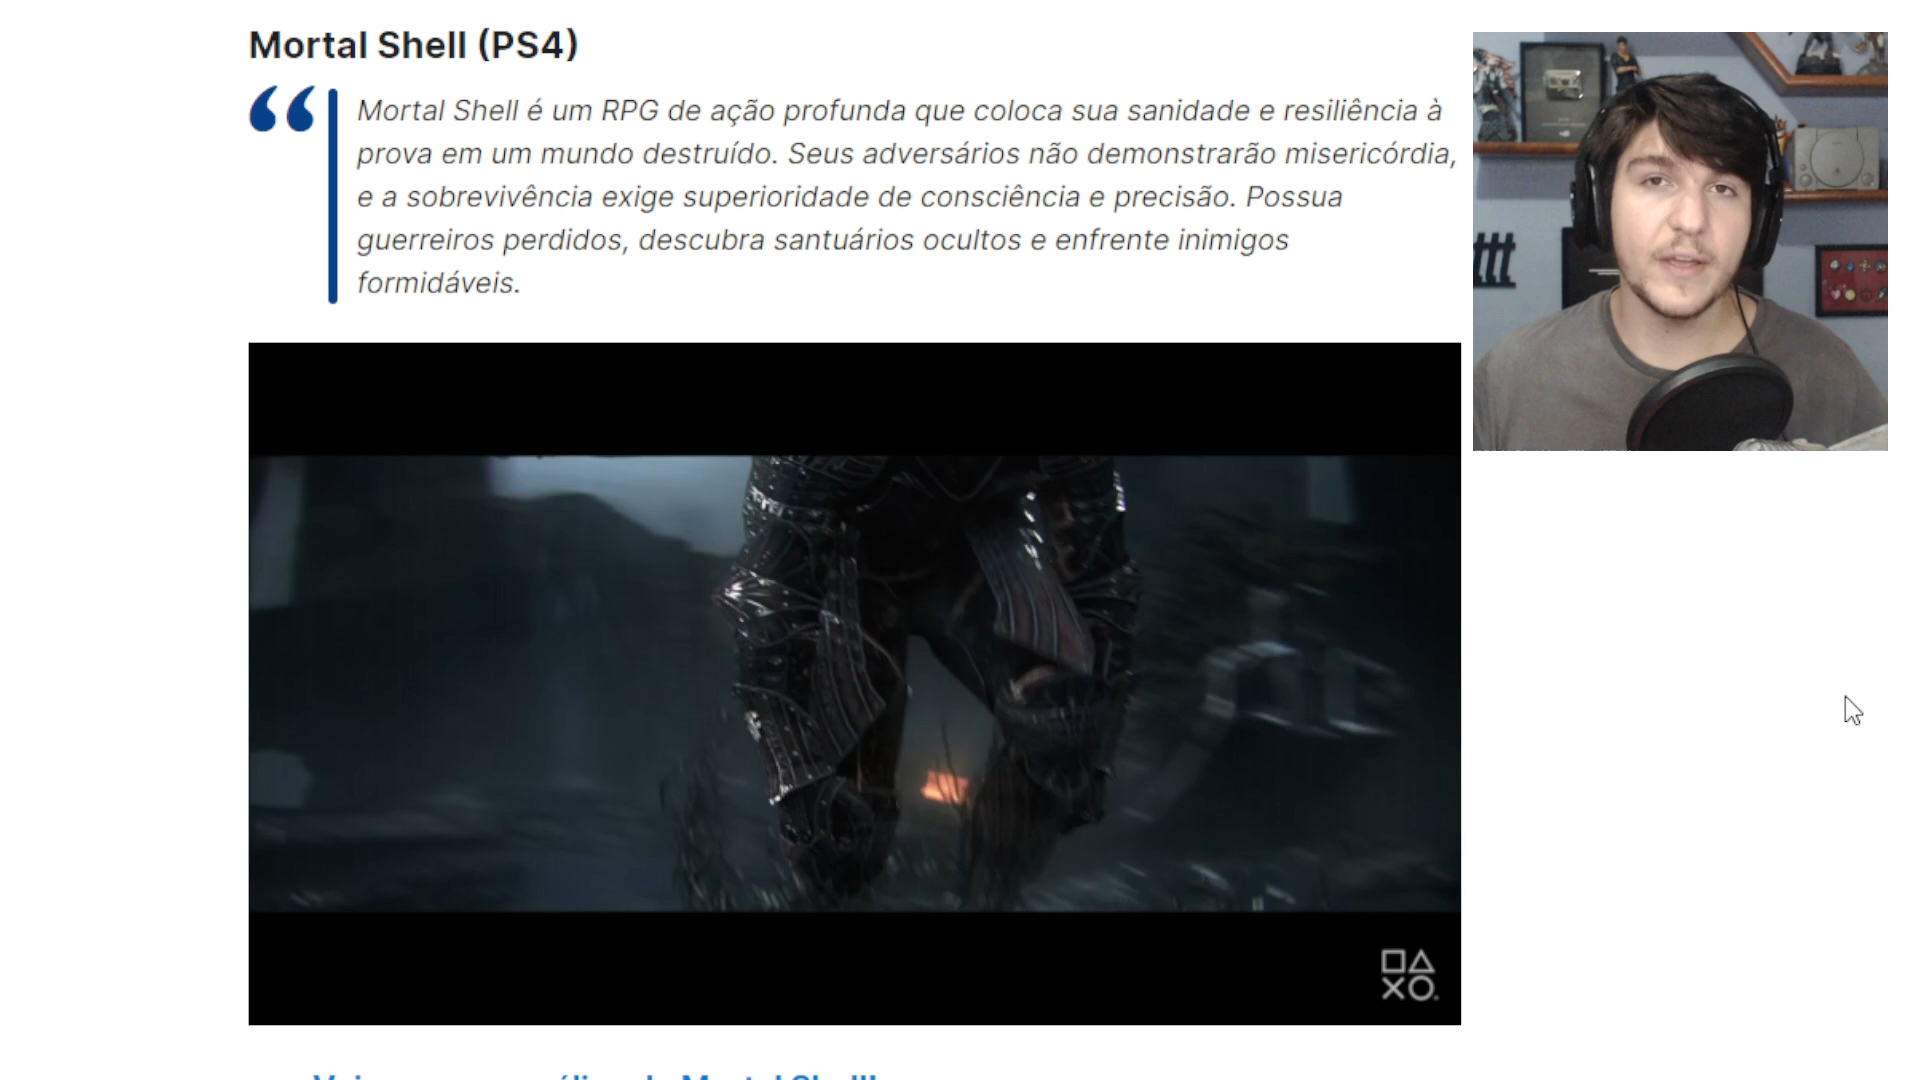 Mortal Shell (PS4)
Mortal Shell é um RPG de ação profunda que coloca sua sanidade e resiliência à
prova em um mundo destruído. Seus adversários não demonstrarão misericórdia,
e a sobrevivência exige superioridade de consciência e precisão. Possua
guerreiros perdidos, descubra santuários ocultos e enfrente inimigos
formidáveis.
Mortal Shell!